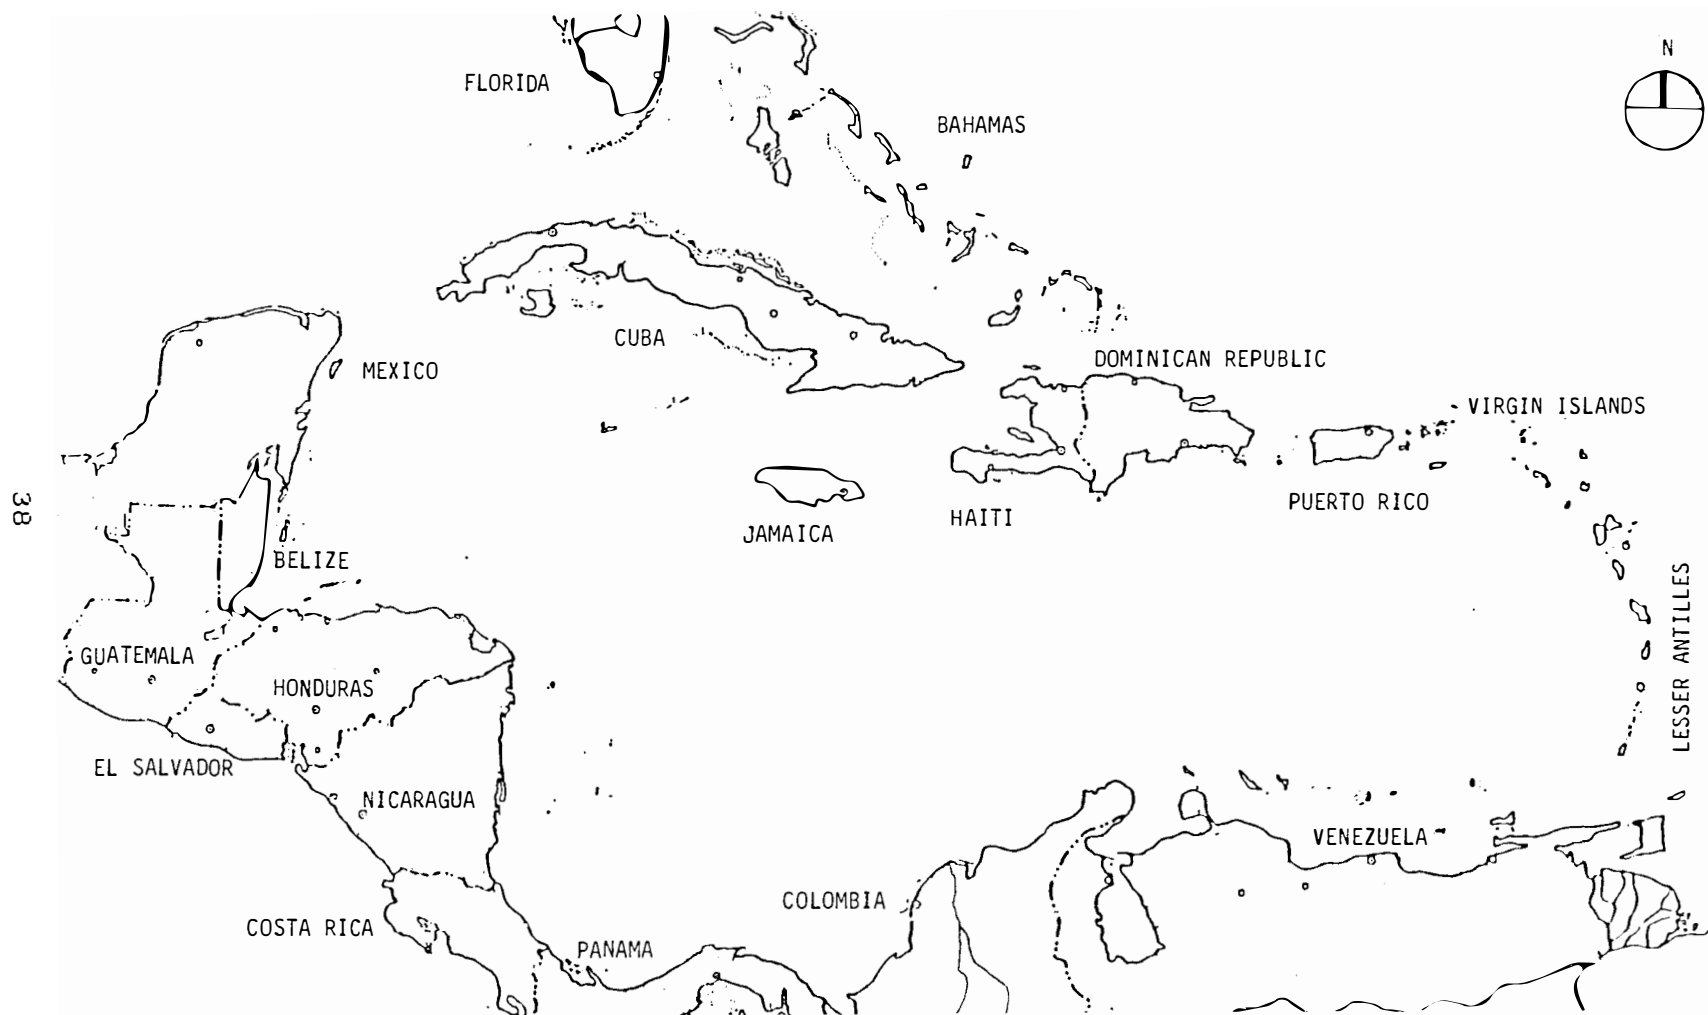 N
FLORIDA
BAHAMAS
CUBA
MEXICO
DOMINICAN REPUBLIC
VIRGIN ISLANDS
PUERTO RICO
HAITI
JAMAICA
38
BELIZE
GUATEMALA
HONDURAS
LESSER ANTILLES
EL SALVADOR
NICARAGUA
VENEZUELA
COLOMBIA
COSTA RICA
PANAMA